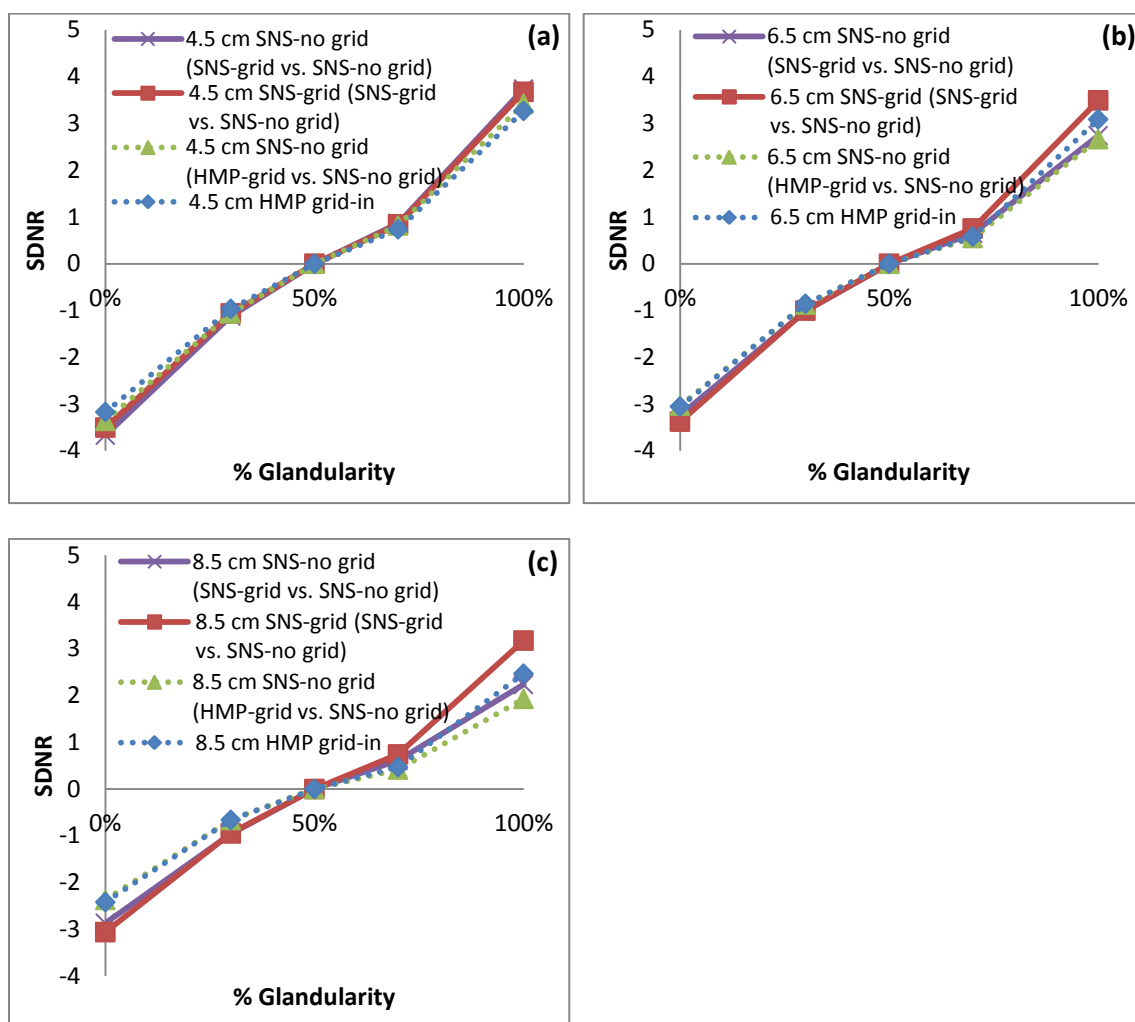 (a)
4.5 cm SNS-no grid
(SNS-grid vs. SNS-no grid)
4.5 cm SNS-grid (SNS-grid
vs. SNS-no grid)
4.5 cm SNS-no grid
(HMP-grid vs. SNS-no grid)
4.5 cm HMP grid-in
5
4
3
2
1
0
-1
-2
-3
-4
SDNR
0%
50%
100%
% Glandularity
(b)
6.5 cm SNS-no grid
(SNS-grid vs. SNS-no grid)
6.5 cm SNS-grid (SNS-grid
vs. SNS-no grid)
6.5 cm SNS-no grid
(HMP-grid vs. SNS-no grid)
6.5 cm HMP grid-in
5
4
3
2
1
0
-1
-2
-3
-4
SDNR
0%
50%
100%
% Glandularity
(c)
8.5 cm SNS-no grid
(SNS-grid vs. SNS-no grid)
8.5 cm SNS-grid (SNS-grid
vs. SNS-no grid)
8.5 cm SNS-no grid
(HMP-grid vs. SNS-no grid)
8.5 cm HMP grid-in
5
4
3
2
1
0
-1
-2
-3
-4
SDNR
0%
50%
100%
% Glandularity